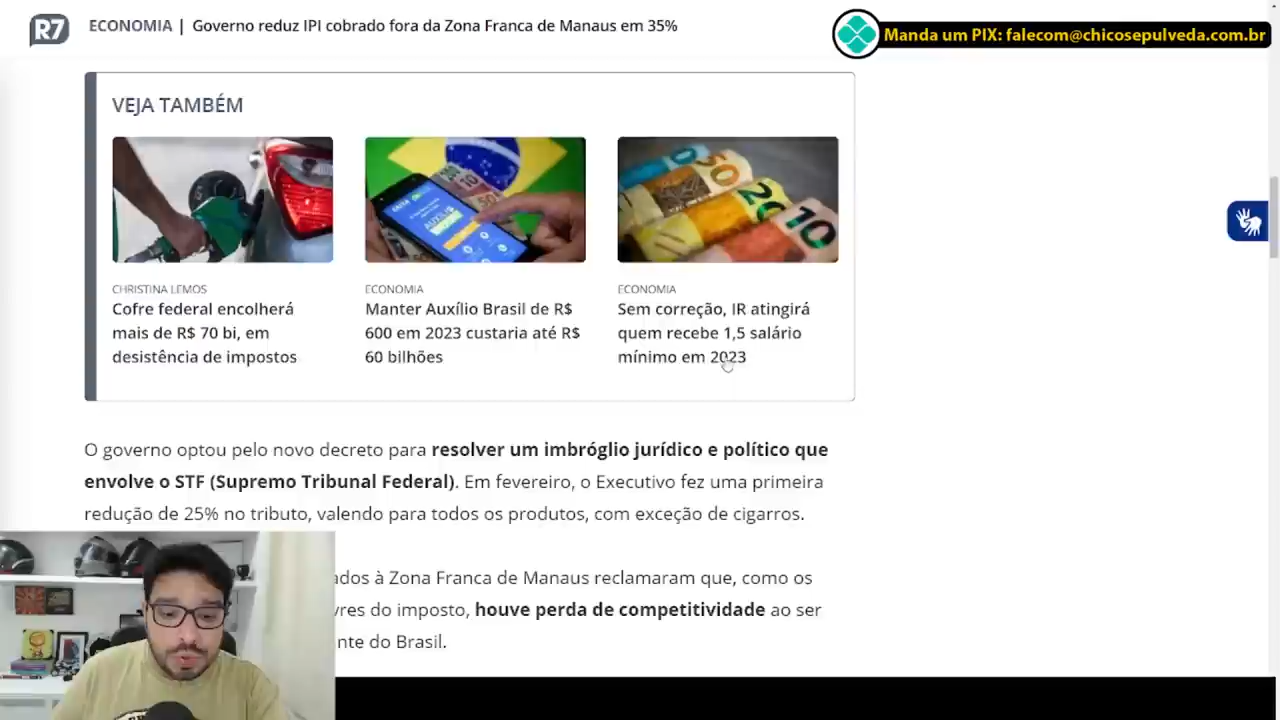 R7 ECONOMIA | Governo reduz IPI cobrado fora da Zona Franca de Manaus em 35%
Manda um PIX: falecom@chicosepulveda.com.br
VEJA TAMBÉM
CHRISTINA LEMOS
Cofre federal encolherá
mais de R$ 70 bi, em
desistência de impostos
ECONOMIA
Manter Auxílio Brasil de R$
600 em 2023 custaria até R$
60 bilhões
ECONOMIA
Sem correção, IR atingirá
quem recebe 1,5 salário
mínimo em 2023
O governo optou pelo novo decreto para resolver um imbróglio jurídico e político que
envolve o STF (Supremo Tribunal Federal). Em fevereiro, o Executivo fez uma primeira
redução de 25% no tributo, valendo para todos os produtos, com exceção de cigarros.
à Zona Franca de Manaus reclamaram que, como os
do imposto, houve perda de competitividade ao ser
do Brasil.